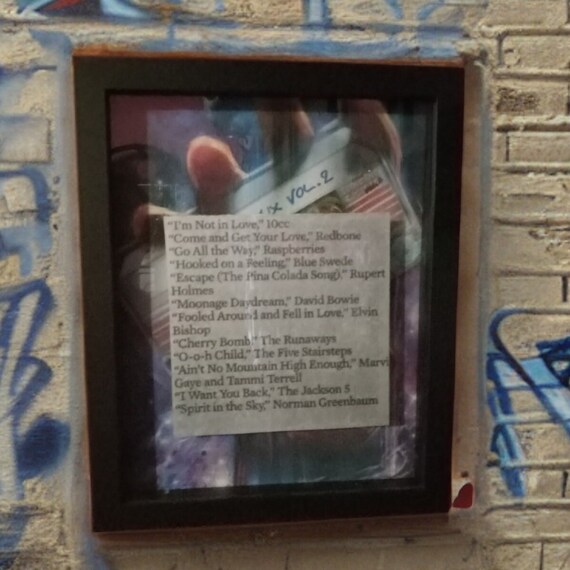 IX VOL. 2
"I'm Not in Love," 10cc
"Come and Get Your Love," Redbone
"Go All the Way," Raspberries
"Hooked on a Feeling," Blue Swede
"Escape (The Pina Colada Song)," Rupert
Holmes
"Moonage Daydream," David Bowie
"Fooled Around and Fell in Love," Elvin
Bishop
"Cherry Bomb," The Runaways
"O-o-h Child," The Five Stairsteps
"Ain't No Mountain High Enough," Marvi
Gaye and Tammi Terrell
"I Want You Back," The Jackson 5
"Spirit in the Sky," Norman Greenbaum